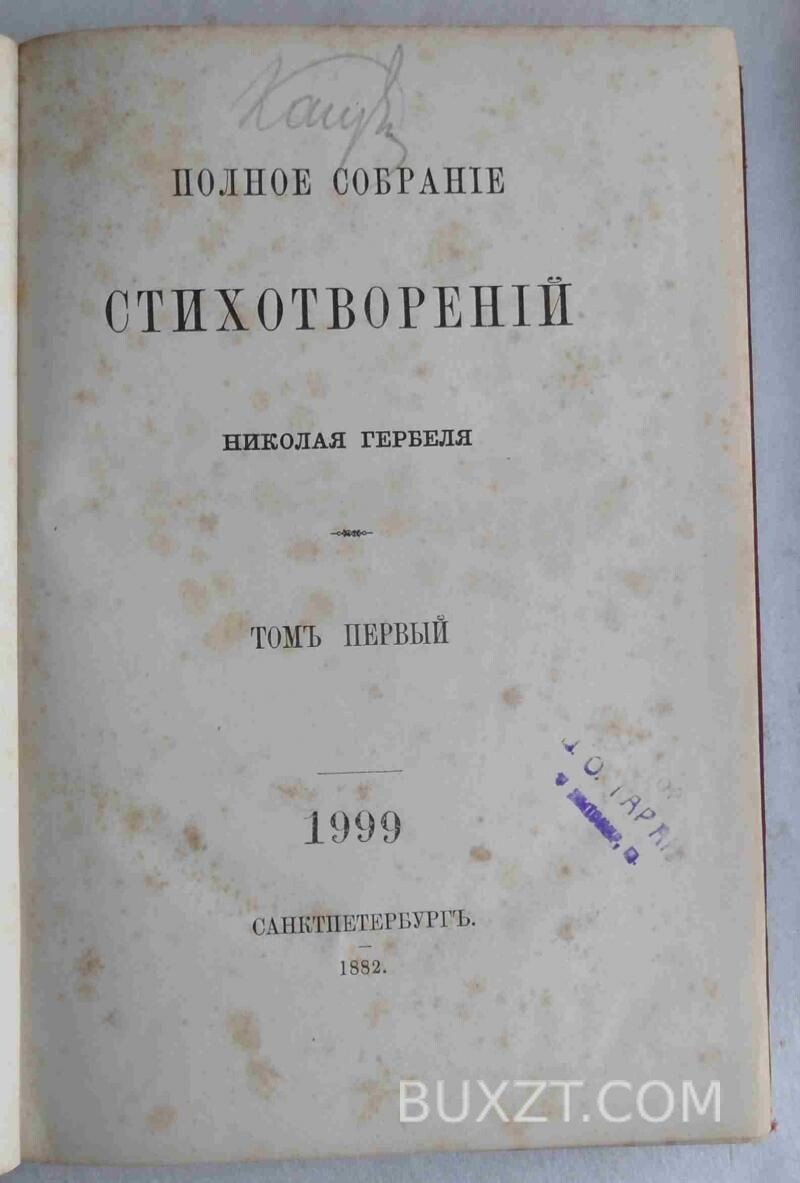 ПОЛНОЕ СОБРАНІЕ
СТИХОТВОРЕНІЙ
НИКОЛАЯ ГЕРБЕЛЯ
ТОМЪ ПЕРВЫЙ
1999
САНКТПЕТЕРБУРГЪ.
1882.
BUXZT.COM